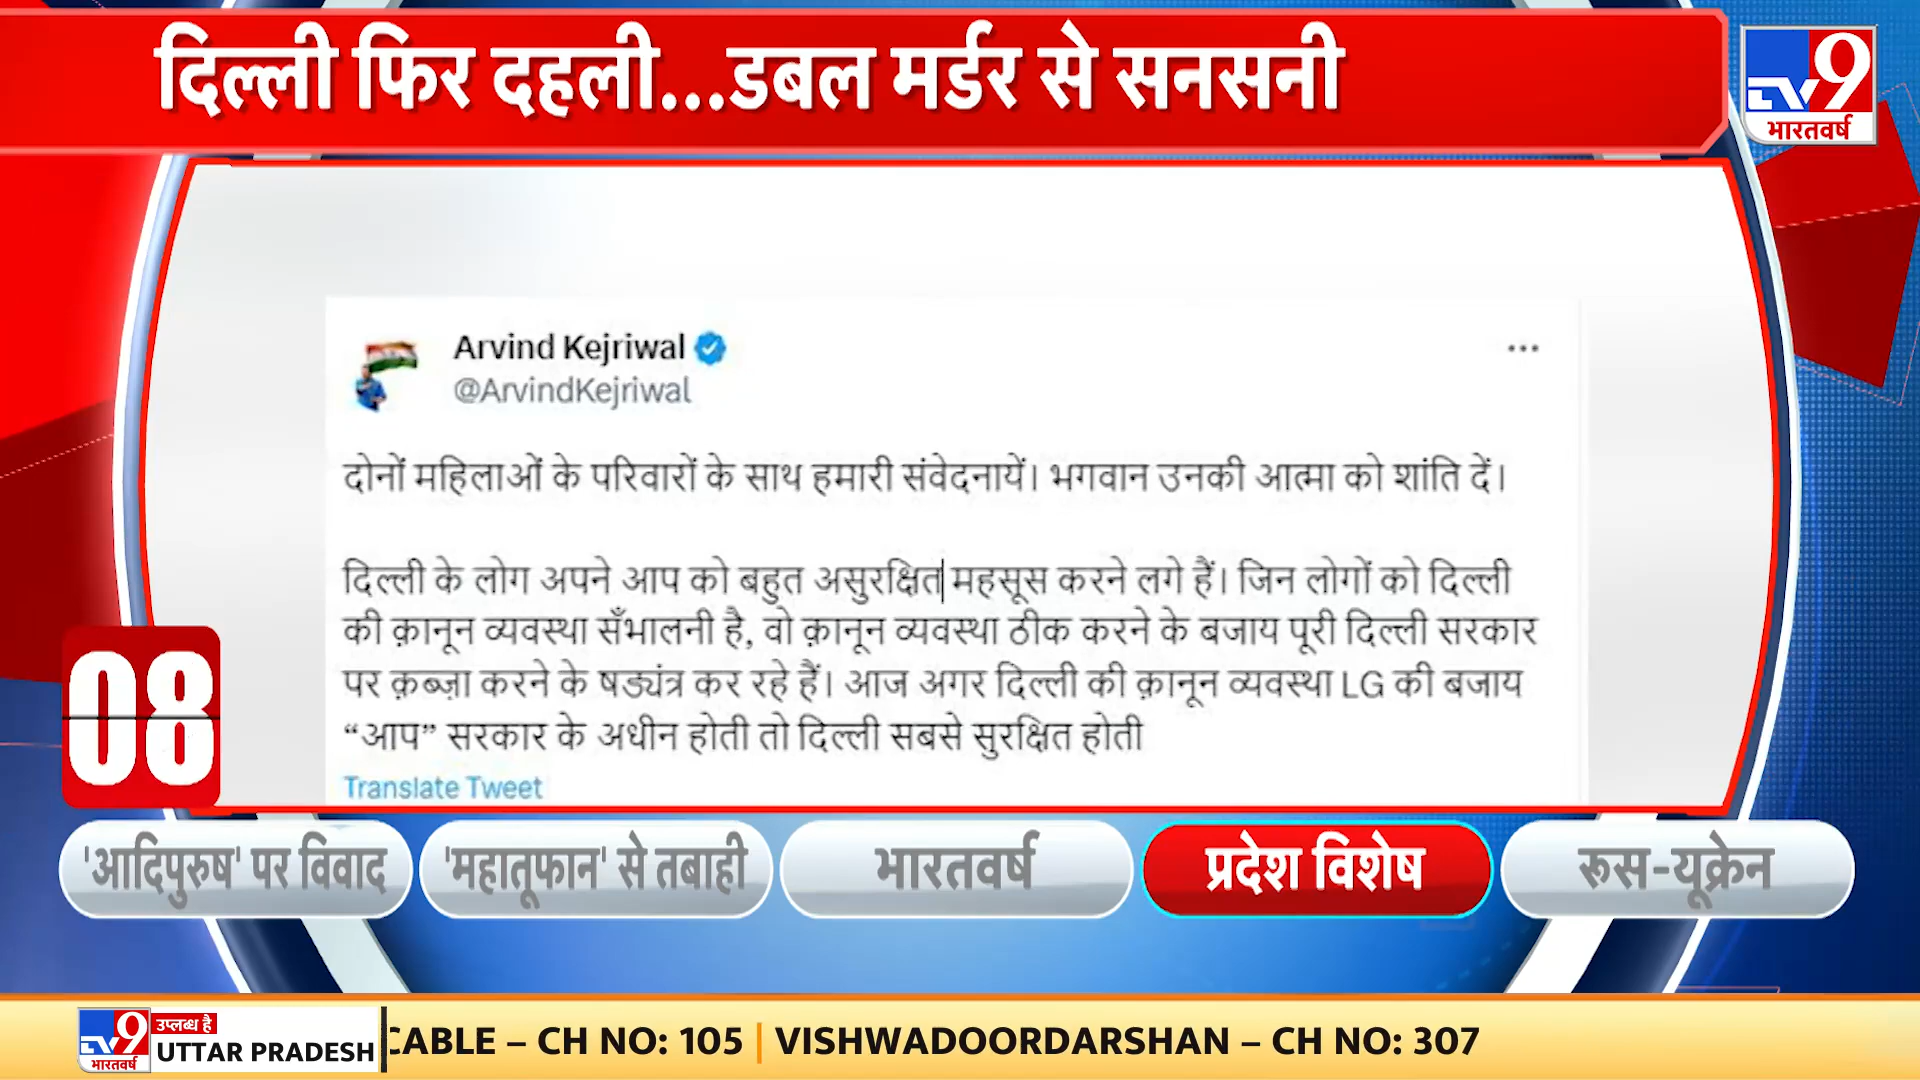 दिल्ली फिर दहली...डबल मर्डर से सनसनी
TV9
भारतवर्ष
Arvind Kejriwal
@ArvindKejriwal
दोनों महिलाओं के परिवारों के साथ हमारी संवेदनायें। भगवान उनकी आत्मा को शांति दें।
दिल्ली के लोग अपने आप को बहुत असुरक्षित महसूस करने लगे हैं। जिन लोगों को दिल्ली
की क़ानून व्यवस्था सँभालनी है, वो क़ानून व्यवस्था ठीक करने के बजाय पूरी दिल्ली सरकार
पर क़ब्ज़ा करने के षड्यंत्र कर रहे हैं। आज अगर दिल्ली की क़ानून व्यवस्था LG की बजाय
“आप” सरकार के अधीन होती तो दिल्ली सबसे सुरक्षित होती
Translate Tweet
08
'आदिपुरुष' पर विवाद
'महातूफान' से तबाही
भारतवर्ष
प्रदेश विशेष
रूस-यूक्रेन
TV9
भारतवर्ष
उपलब्ध है
UTTAR PRADESH
CABLE – CH NO: 105 | VISHWADOORDARSHAN – CH NO: 307